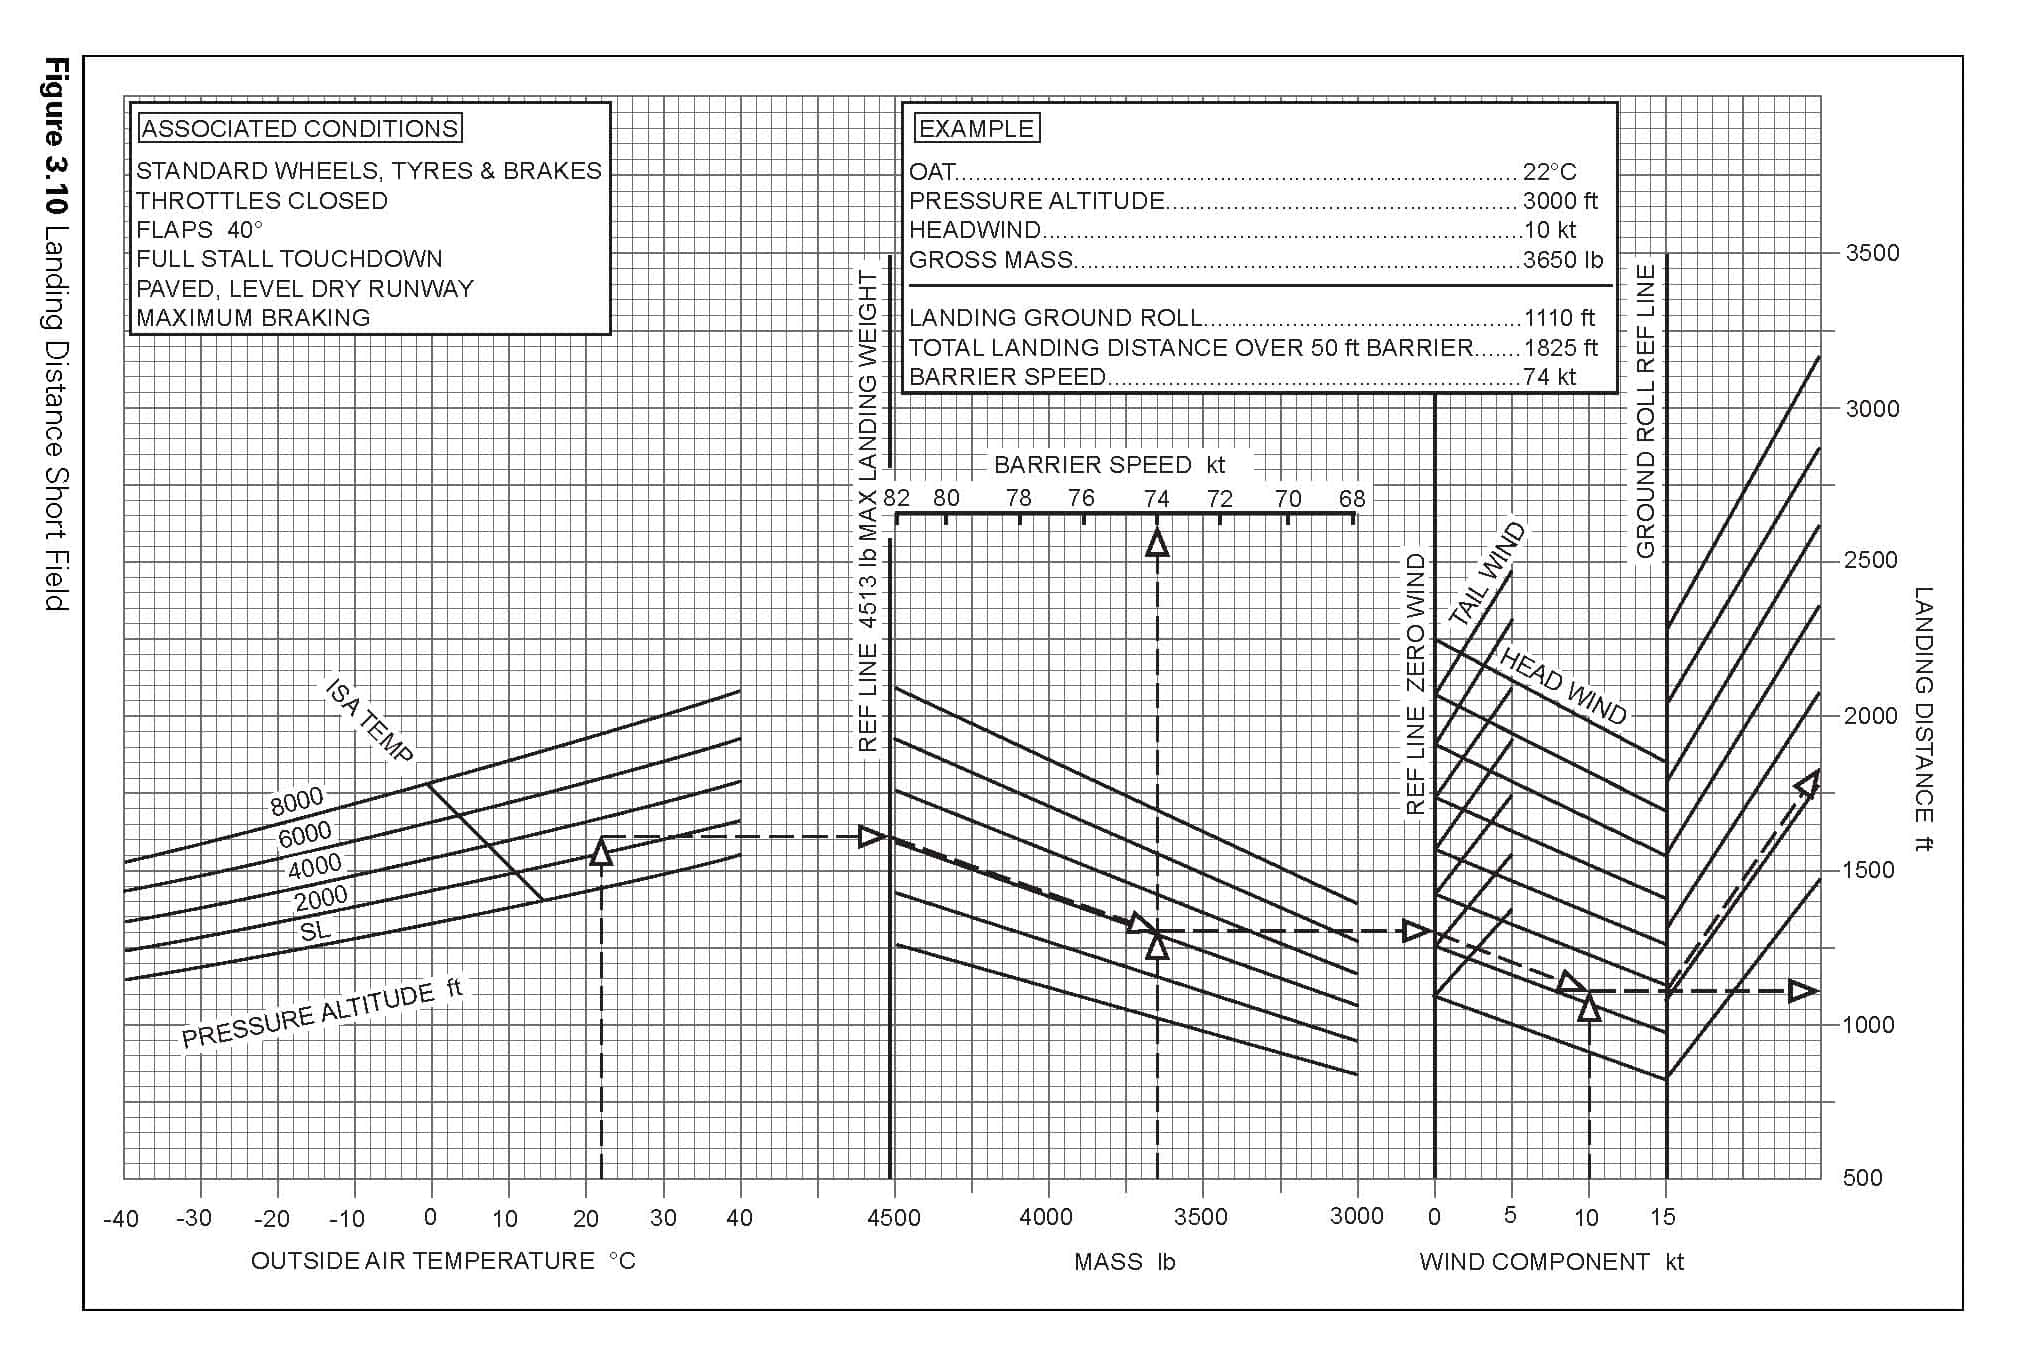 Figure 3.10 Landing Distance Short Field
ASSOCIATED CONDITIONS
STANDARD WHEELS, TYRES & BRAKES
THROTTLES CLOSED
FLAPS 40°
FULL STALL TOUCHDOWN
PAVED, LEVEL DRY RUNWAY
MAXIMUM BRAKING
EXAMPLE
OAT 22°C
PRESSURE ALTITUDE 3000 ft
HEADWIND 10 kt
GROSS MASS 3650 lb
LANDING GROUND ROLL 1110 ft
TOTAL LANDING DISTANCE OVER 50 ft BARRIER 1825 ft
BARRIER SPEED 74 kt
REF LINE 4513 lb MAX LANDING WEIGHT
BARRIER SPEED kt
82 80 78 76 74 72 70 68
REF LINE ZERO WIND
TAIL WIND
HEAD WIND
GROUND ROLL REF LINE
3500
3000
2500
2000
1500
1000
500
LANDING DISTANCE ft
ISA TEMP
8000
6000
4000
2000
SL
PRESSURE ALTITUDE ft
-40 -30 -20 -10 0 10 20 30 40
4500 4000 3500 3000
0 5 10 15
OUTSIDE AIR TEMPERATURE °C
MASS lb
WIND COMPONENT kt